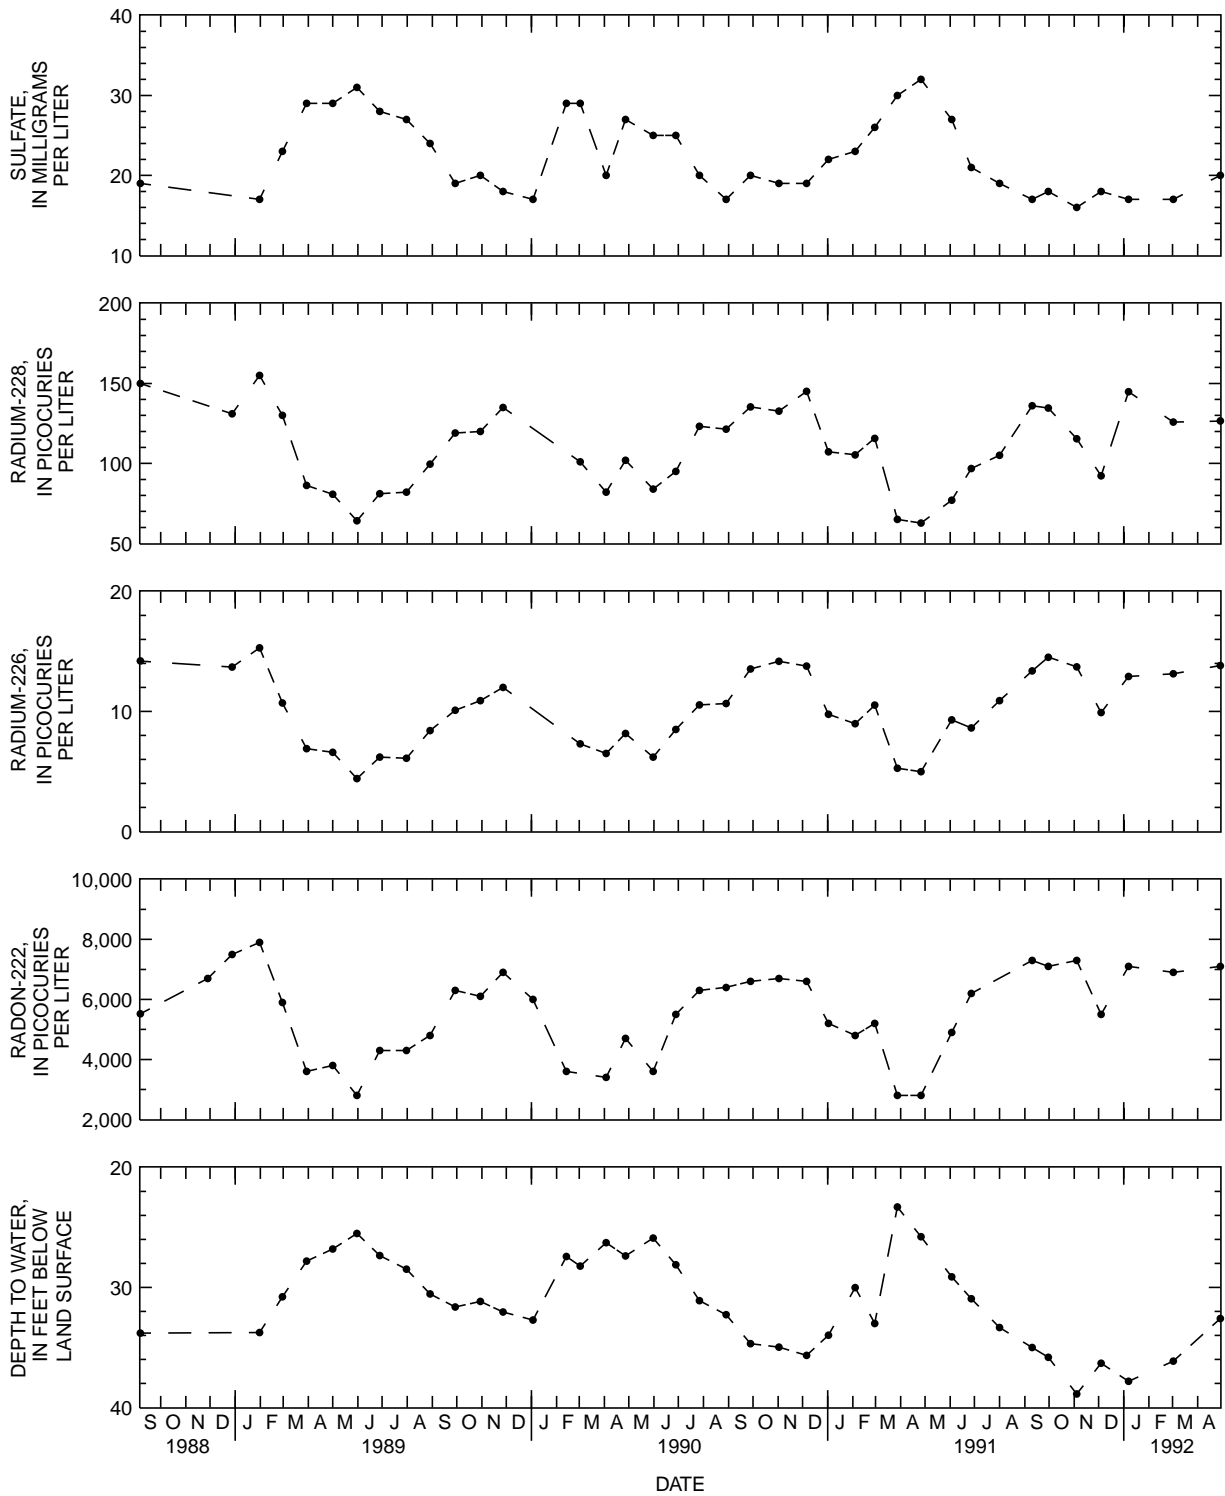 SULFATE,
IN MILLIGRAMS
PER LITER
40
30
20
10
RADIUM-228,
IN PICOCURIES
PER LITER
200
150
100
50
RADIUM-226,
IN PICOCURIES
PER LITER
20
10
0
RADON-222,
IN PICOCURIES
PER LITER
10,000
8,000
6,000
4,000
2,000
DEPTH TO WATER,
IN FEET BELOW
LAND SURFACE
20
30
40
S O N D J F M A M J J A S O N D J F M A M J J A S O N D J F M A M J J A S O N D J F M A
1988 1989 1990 1991 1992
DATE